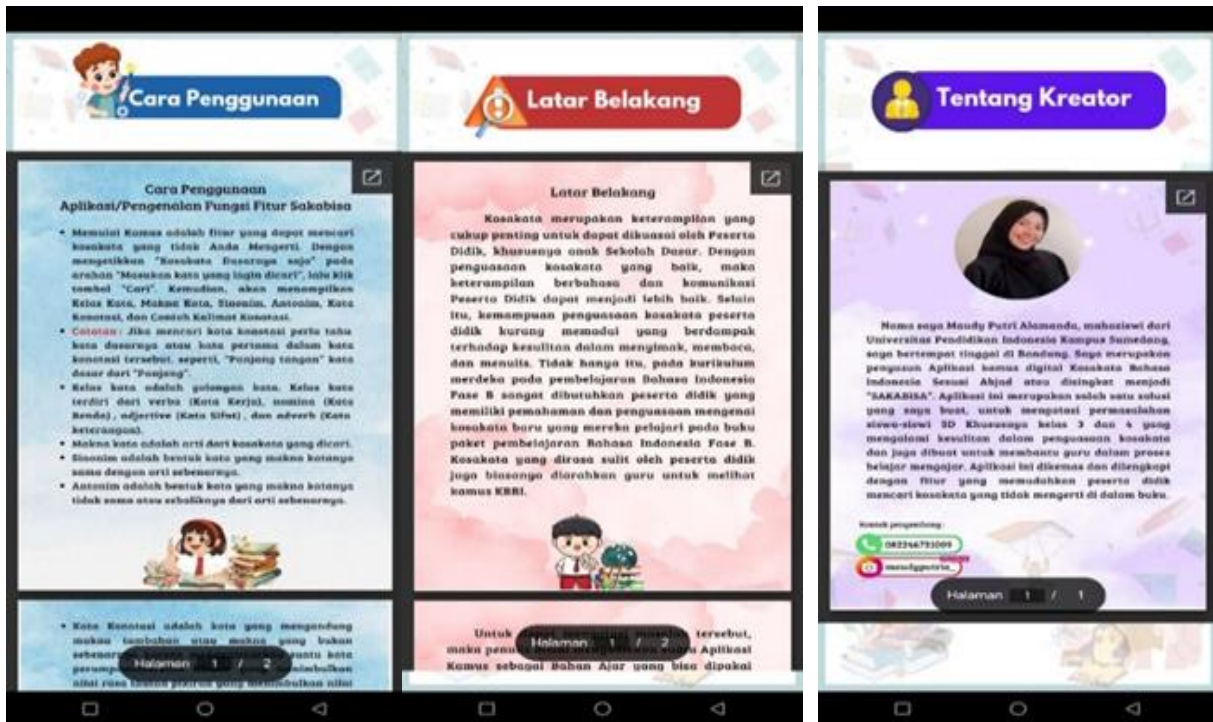 Cara Penggunaan
Cara Penggunaan
Aplikasi/Pengenalan Fungsi Fitur Sakabisa
• Memulai Kamus adalah fitur yang dapat mencari
kosakata yang tidak Anda Mengerti. Dengan
mengetikkan "Kosakata Dasarnya saja" pada
arahan "Masukan kata yang ingin dicari", lalu klik
tombol "Cari". Kemudian, akan menampilkan
Kelas Kata, Makna Kata, Sinonim, Antonim, Kata
Konotasi, dan Contoh Kalimat Konotasi.
• Catatan : Jika mencari kata konotasi perlu tahu
kata dasarnya atau kata pertama dalam kata
konotasi tersebut, seperti, "Panjang tangan" kata
dasar dari "Panjang".
• Kelas kata adalah golongan kata. Kelas kata
terdiri dari verba (Kata Kerja), nomina (Kata
Benda) , adjertive (Kata Sifat) , dan adverb (Kata
keterangan).
• Makna kata adalah arti dari kosakata yang dicari.
• Sinonim adalah bentuk kata yang makna katanya
sama dengan arti sebenarnya.
• Antonim adalah bentuk kata yang makna katanya
tidak sama atau sebaliknya dari arti sebenarnya.
• Kata Konotasi adalah kata yang mengandung
makna tambahan atau makna yang bukan
suatu kata
Halaman 1 / 2
nilai rasa yang menimbulkan nilai
Latar Belakang
Latar Belakang
Kosakata merupakan keterampilan yang
cukup penting untuk dapat dikuasai oleh Peserta
Didik, khususnya anak Sekolah Dasar. Dengan
penguasaan kosakata yang baik, maka
keterampilan berbahasa dan komunikasi
Peserta Didik dapat menjadi lebih baik. Selain
itu, kemampuan penguasaan kosakata peserta
didik kurang memadai yang berdampak
terhadap kesulitan dalam menyimak, membaca,
dan menulis. Tidak hanya itu, pada kurikulum
merdeka pada pembelajaran Bahasa Indonesia
Fase B sangat dibutuhkan peserta didik yang
memiliki pemahaman dan penguasaan mengenai
kosakata baru yang mereka pelajari pada buku
paket pembelajaran Bahasa Indonesia Fase B.
Kosakata yang dirasa sulit oleh peserta didik
juga biasanya diarahkan guru untuk melihat
kamus KBBI.
Untuk tersebut,
maka Aplikasi
Halaman 1 / 2
Kamus sebagai Bahan Ajar yang bisa dipakai
Tentang Kreator
Nama saya Maudy Putri Alamanda, mahasiswi dari
Universitas Pendidikan Indonesia Kampus Sumedang,
saya bertempat tinggal di Bandung. Saya merupakan
penyusun Aplikasi kamus digital Kosakata Bahasa
Indonesia Sesuai Abjad atau disingkat menjadi
"SAKABISA". Aplikasi ini merupakan salah satu solusi
yang saya buat, untuk mengatasi permasalahan
siswa-siswi SD Khususnya kelas 3 dan 4 yang
mengalami kesulitan dalam penguasaan kosakata
dan juga dibuat untuk membantu guru dalam proses
belajar mengajar. Aplikasi ini dikemas dan dilengkapi
dengan fitur yang memudahkan peserta didik
mencari kosakata yang tidak mengerti di dalam buku.
Kontak pengembang :
Halaman 1 / 1